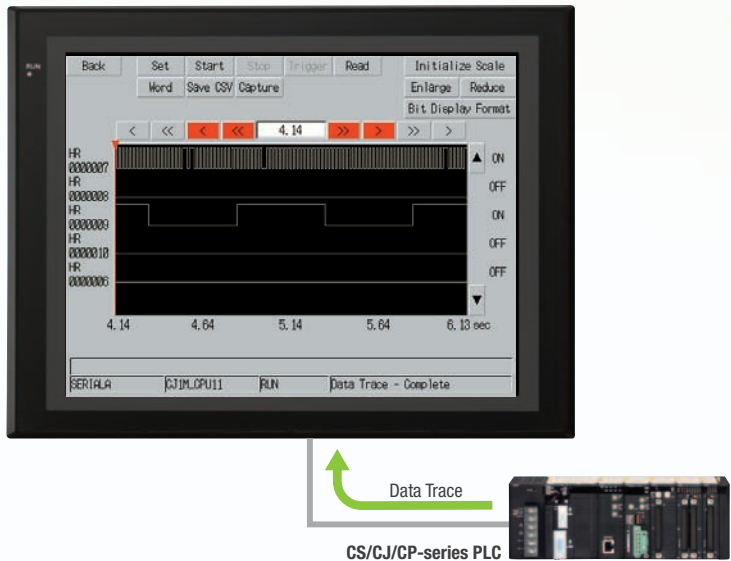 RUN
Back Set Start Stop Trigger Read Initialize Scale
Word Save CSV Capture Enlarge Reduce
Bit Display Format
< << < << 4.14 >> > >> >
HR
0000007 ▲ ON
HR
0000008 OFF
HR
0000009 ON
HR
0000010 OFF
HR
0000006 OFF
▼
4.14 4.64 5.14 5.64 6.13 sec
SERIALA CJ1M_CPU11 RUN Data Trace - Complete
Data Trace
CS/CJ/CP-series PLC